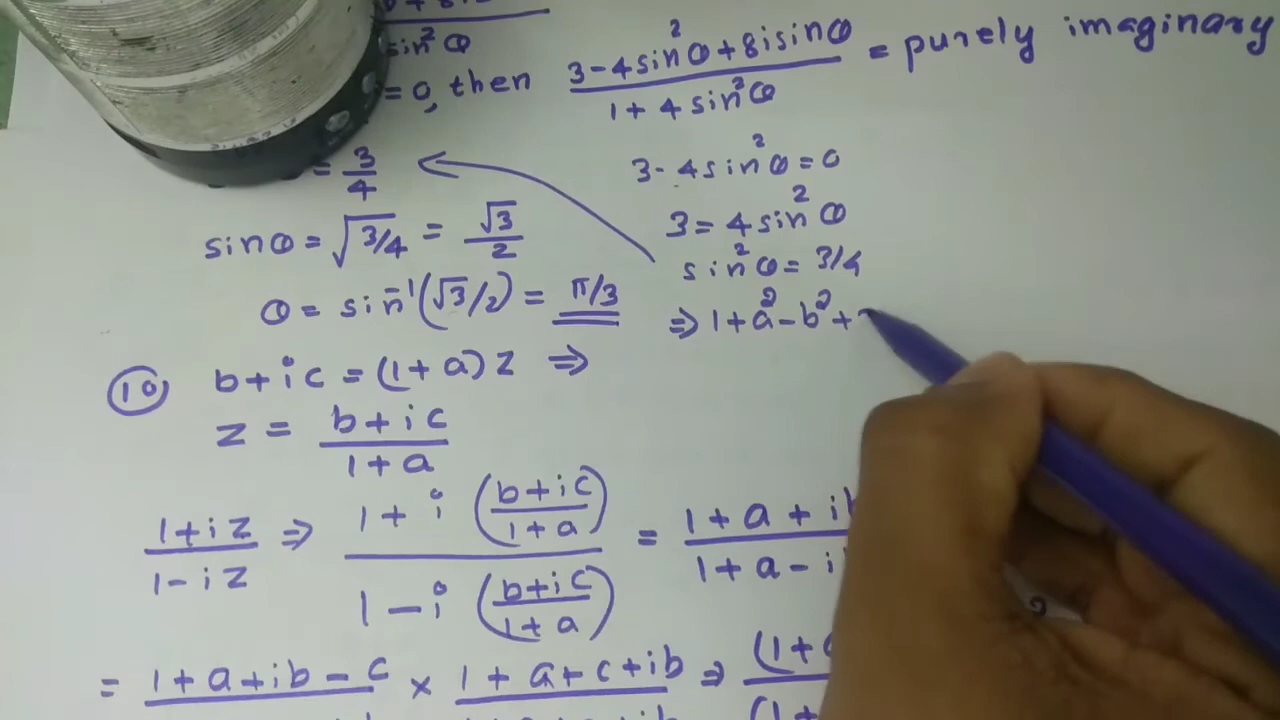 sin²θ
= 0, then (3-4sin²θ+8isinθ)/(1+4sin²θ) = purely imaginary
= 3/4
3-4sin²θ=0
sinθ = √3/4 = √3/2
3 = 4sin²θ
sin²θ = 3/4
θ = sin⁻¹(√3/2) = π/3
⇒ 1+a²-b²+
(10) b+ic = (1+a)z ⇒
z = (b+ic)/(1+a)
(1+iz)/(1-iz) ⇒ (1+i((b+ic)/(1+a)))/(1-i((b+ic)/(1+a))) = (1+a+ib)/(1+a-i
= 1+a+ib-c × 1+a+c+ib ⇒ (1+